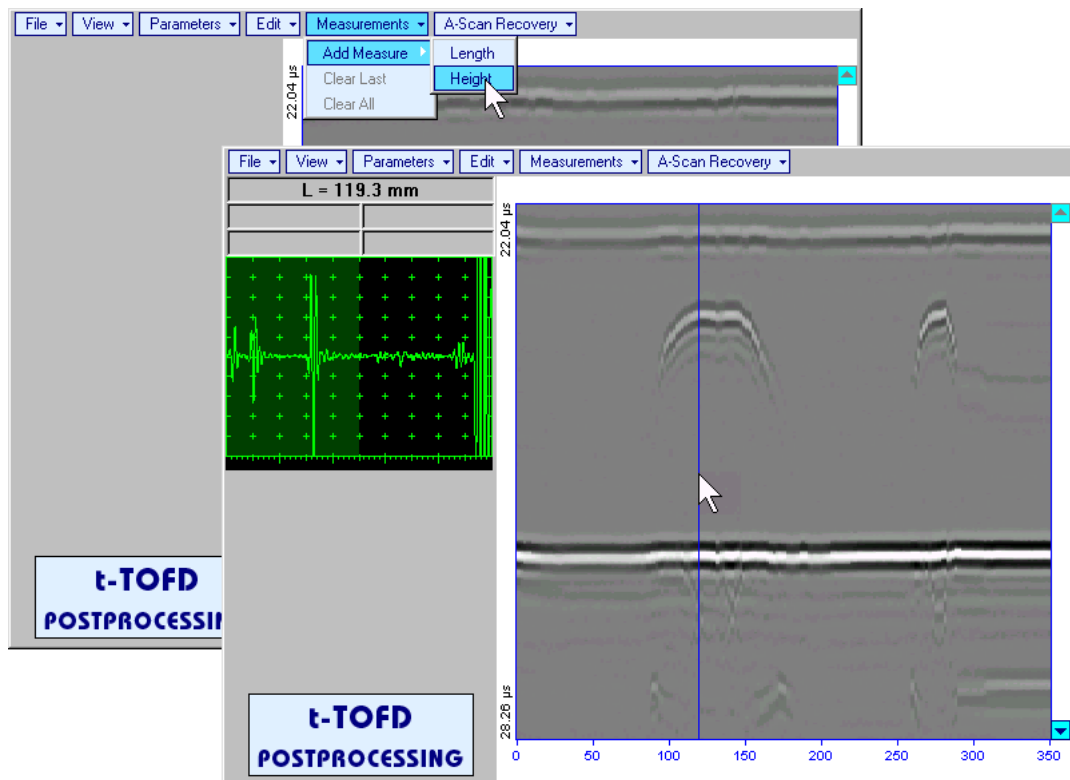 File View Parameters Edit Measurements A-Scan Recovery
Add Measure
Clear Last
Clear All
Length
Height
22.04 µs
t-TOFD
POSTPROCESSIN
File View Parameters Edit Measurements A-Scan Recovery
L = 119.3 mm
22.04 µs
28.26 µs
0 50 100 150 200 250 300 350
t-TOFD
POSTPROCESSING